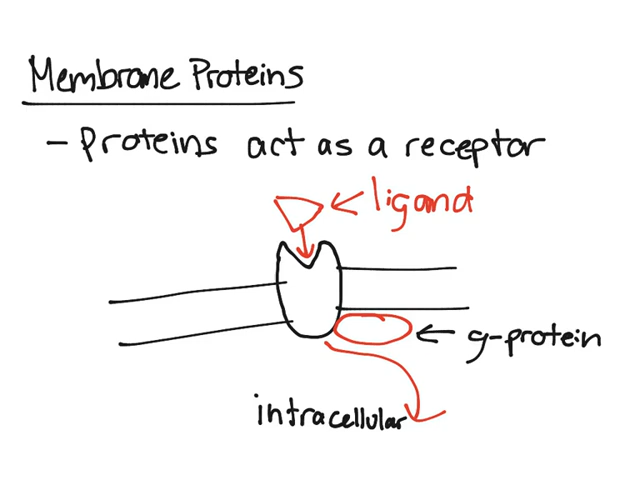 Membrane Proteins
- Proteins act as a receptor
ligand
g-protein
intracellular